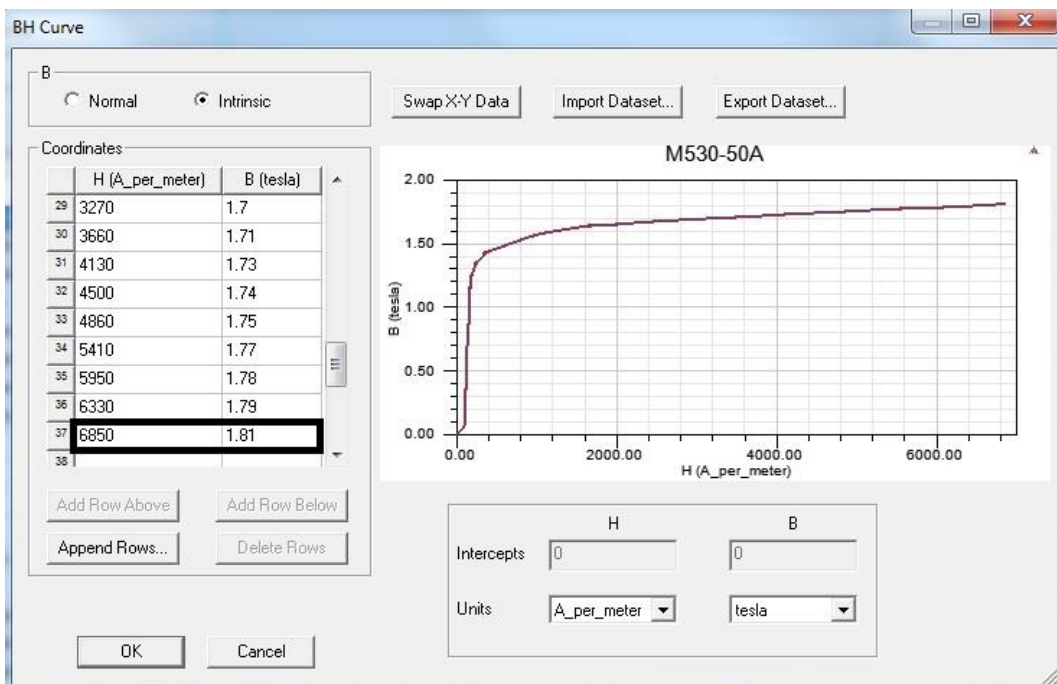 BH Curve
B
Normal Intrinsic
Swap X-Y Data Import Dataset... Export Dataset...
Coordinates
H (A_per_meter) B (tesla)
29 3270 1.7
30 3660 1.71
31 4130 1.73
32 4500 1.74
33 4860 1.75
34 5410 1.77
35 5950 1.78
36 6330 1.79
37 6850 1.81
38
Add Row Above Add Row Below
Append Rows... Delete Rows
OK Cancel
M530-50A
2.00
1.50
1.00
0.50
0.00
B (tesla)
0.00 2000.00 4000.00 6000.00
H (A_per_meter)
H B
Intercepts 0 0
Units A_per_meter tesla